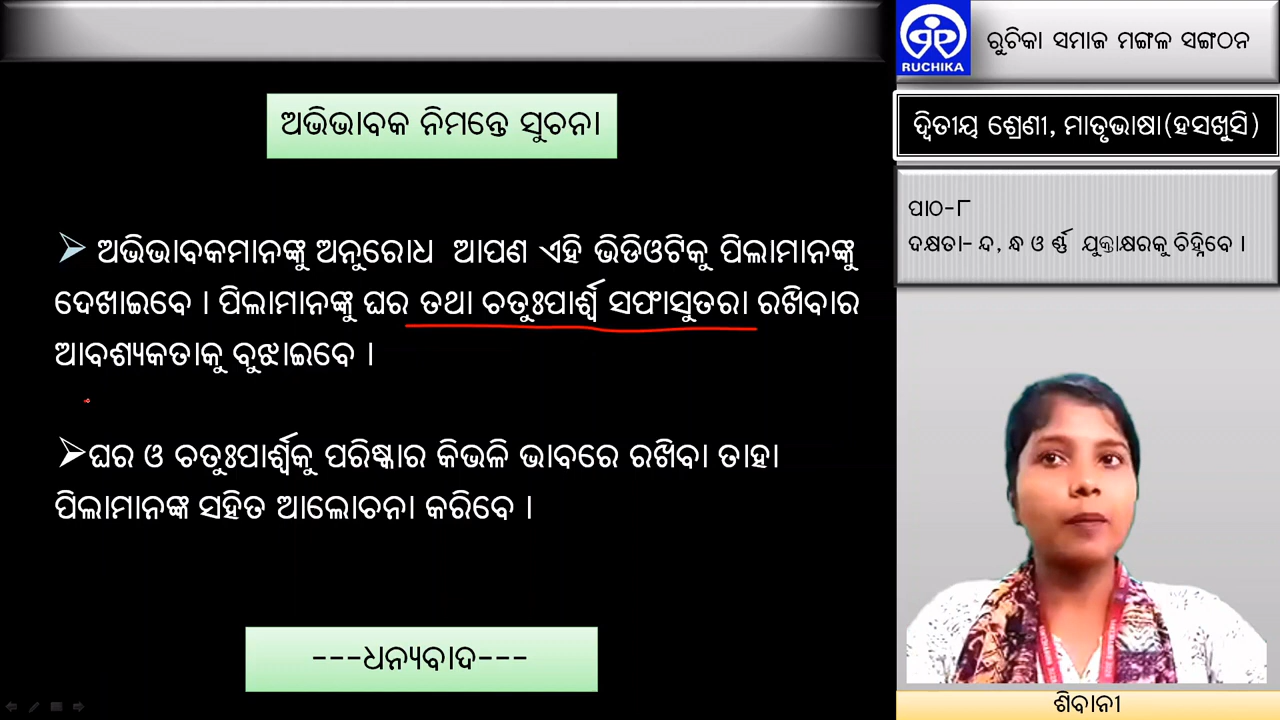 ଅଭିଭାବକ ନିମନ୍ତେ ସୁଚନା
➢ ଅଭିଭାବକମାନଙ୍କୁ ଅନୁରୋଧ ଆପଣ ଏହି ଭିଡିଓଟିକୁ ପିଲାମାନଙ୍କୁ
ଦେଖାଇବେ । ପିଲାମାନଙ୍କୁ ଘର ତଥା ଚତୁଃପାର୍ଶ୍ଵ ସଫାସୁତରା ରଖିବାର
ଆବଶ୍ୟକତାକୁ ବୁଝାଇବେ ।
➢ଘର ଓ ଚତୁଃପାର୍ଶ୍ଵକୁ ପରିଷ୍କାର କିଭଳି ଭାବରେ ରଖିବା ତାହା
ପିଲାମାନଙ୍କ ସହିତ ଆଲୋଚନା କରିବେ ।
---ଧନ୍ୟବାଦ---
RUCHIKA
ରୁଚିକା ସମାଜ ମଙ୍ଗଳ ସଙ୍ଗଠନ
ଦ୍ଵିତୀୟ ଶ୍ରେଣୀ, ମାତୃଭାଷା(ହସଖୁସି)
ପାଠ-୮
ଦକ୍ଷତା- ନ୍ଦ, ନ୍ଧ ଓ ର୍ଣ୍ଣ ଯୁକ୍ତାକ୍ଷରକୁ ଚିହ୍ନିବେ ।
ଶିବାନୀ